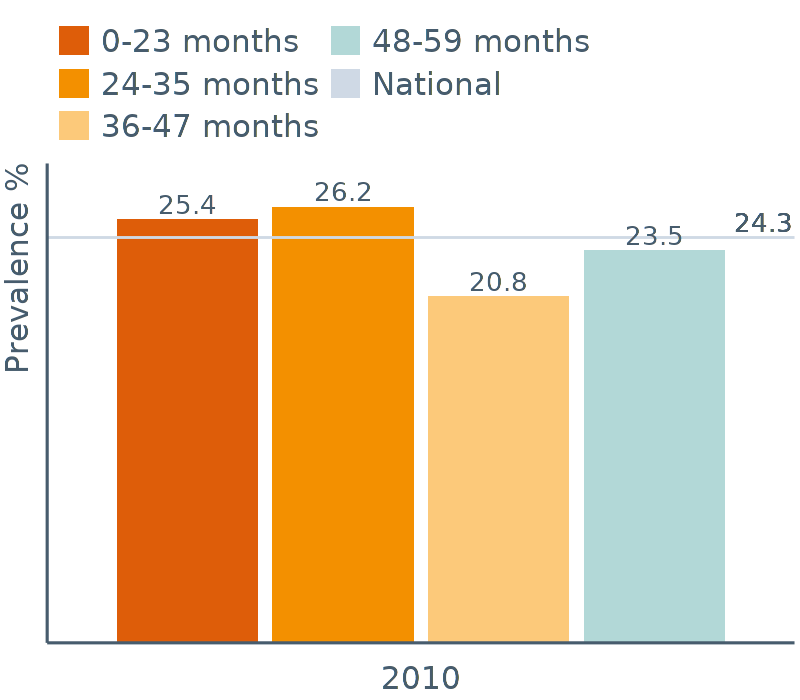 0-23 months
48-59 months
24-35 months
National
36-47 months
Prevalence %
25.4
26.2
20.8
23.5
24.3
2010